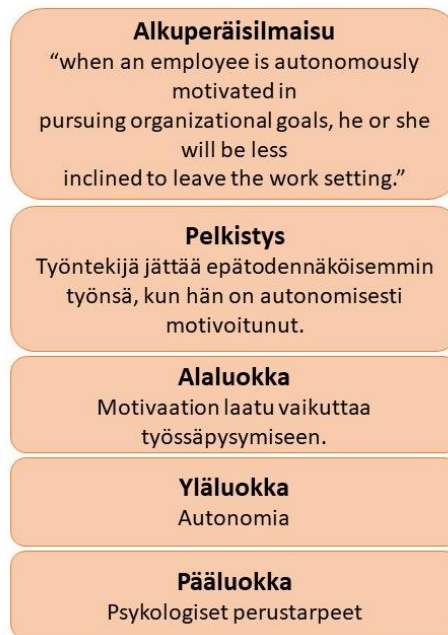 Alkuperäisilmaisu
“when an employee is autonomously
motivated in
pursuing organizational goals, he or she
will be less
inclined to leave the work setting.”
Pelkistys
Työntekijä jättää epätodennäköisemmin
työnsä, kun hän on autonomisesti
motivoitunut.
Alaluokka
Motivaation laatu vaikuttaa
työssäpysymiseen.
Yläluokka
Autonomia
Pääluokka
Psykologiset perustarpeet